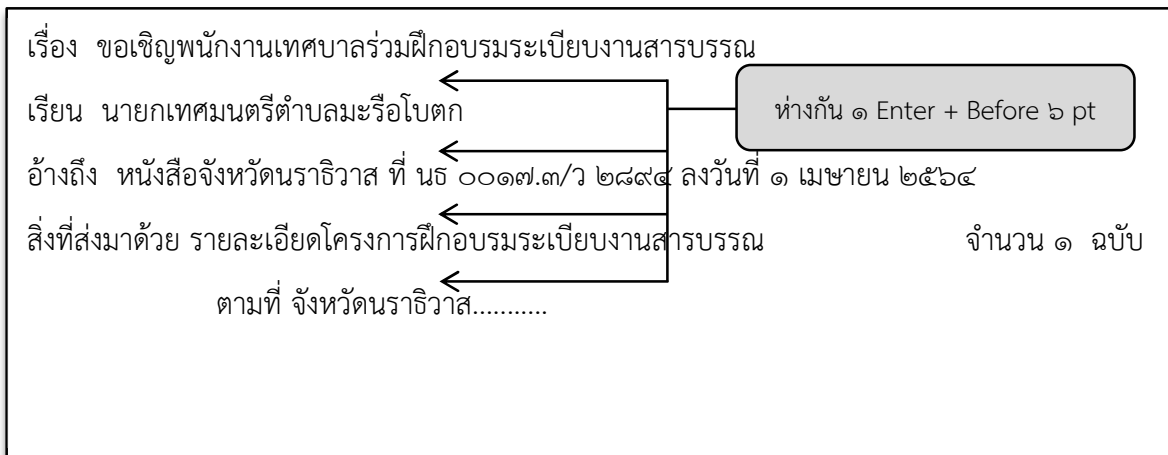 เรื่อง ขอเชิญพนักงานเทศบาลร่วมฝึกอบรมระเบียบงานสารบรรณ
เรียน นายกเทศมนตรีตำบลมะรือโบตก
ห่างกัน ๑ Enter + Before ๖ pt
อ้างถึง หนังสือจังหวัดนราธิวาส ที่ นธ ๐๐๑๗.๓/ว ๒๘๙๔ ลงวันที่ ๑ เมษายน ๒๕๖๔
สิ่งที่ส่งมาด้วย รายละเอียดโครงการฝึกอบรมระเบียบงานสารบรรณ จำนวน ๑ ฉบับ
ตามที่ จังหวัดนราธิวาส...........